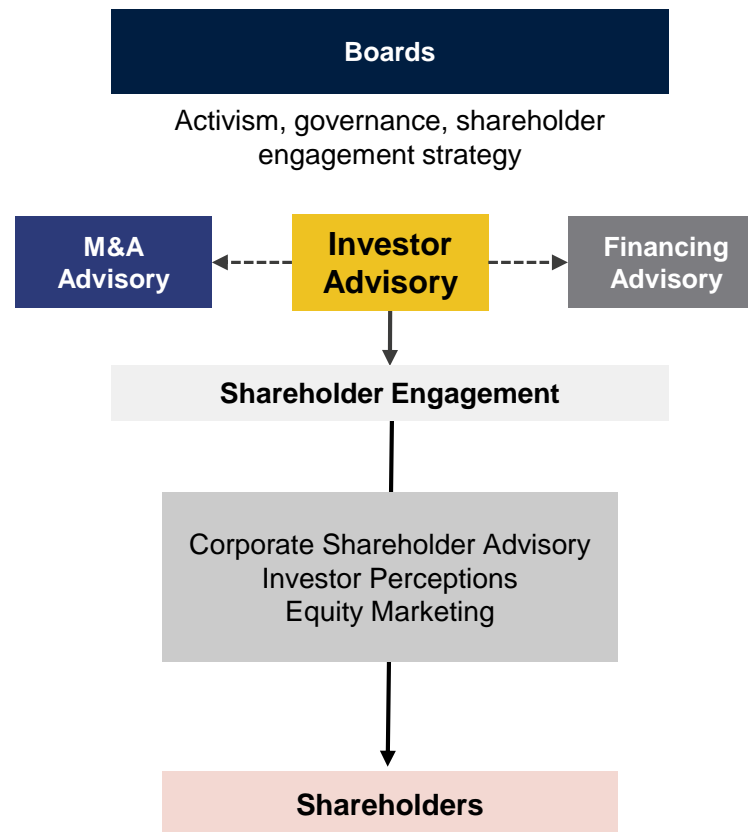 Boards
Activism, governance, shareholder
engagement strategy
M&A
Advisory
Investor
Advisory
Financing
Advisory
Shareholder Engagement
Corporate Shareholder Advisory
Investor Perceptions
Equity Marketing
Shareholders